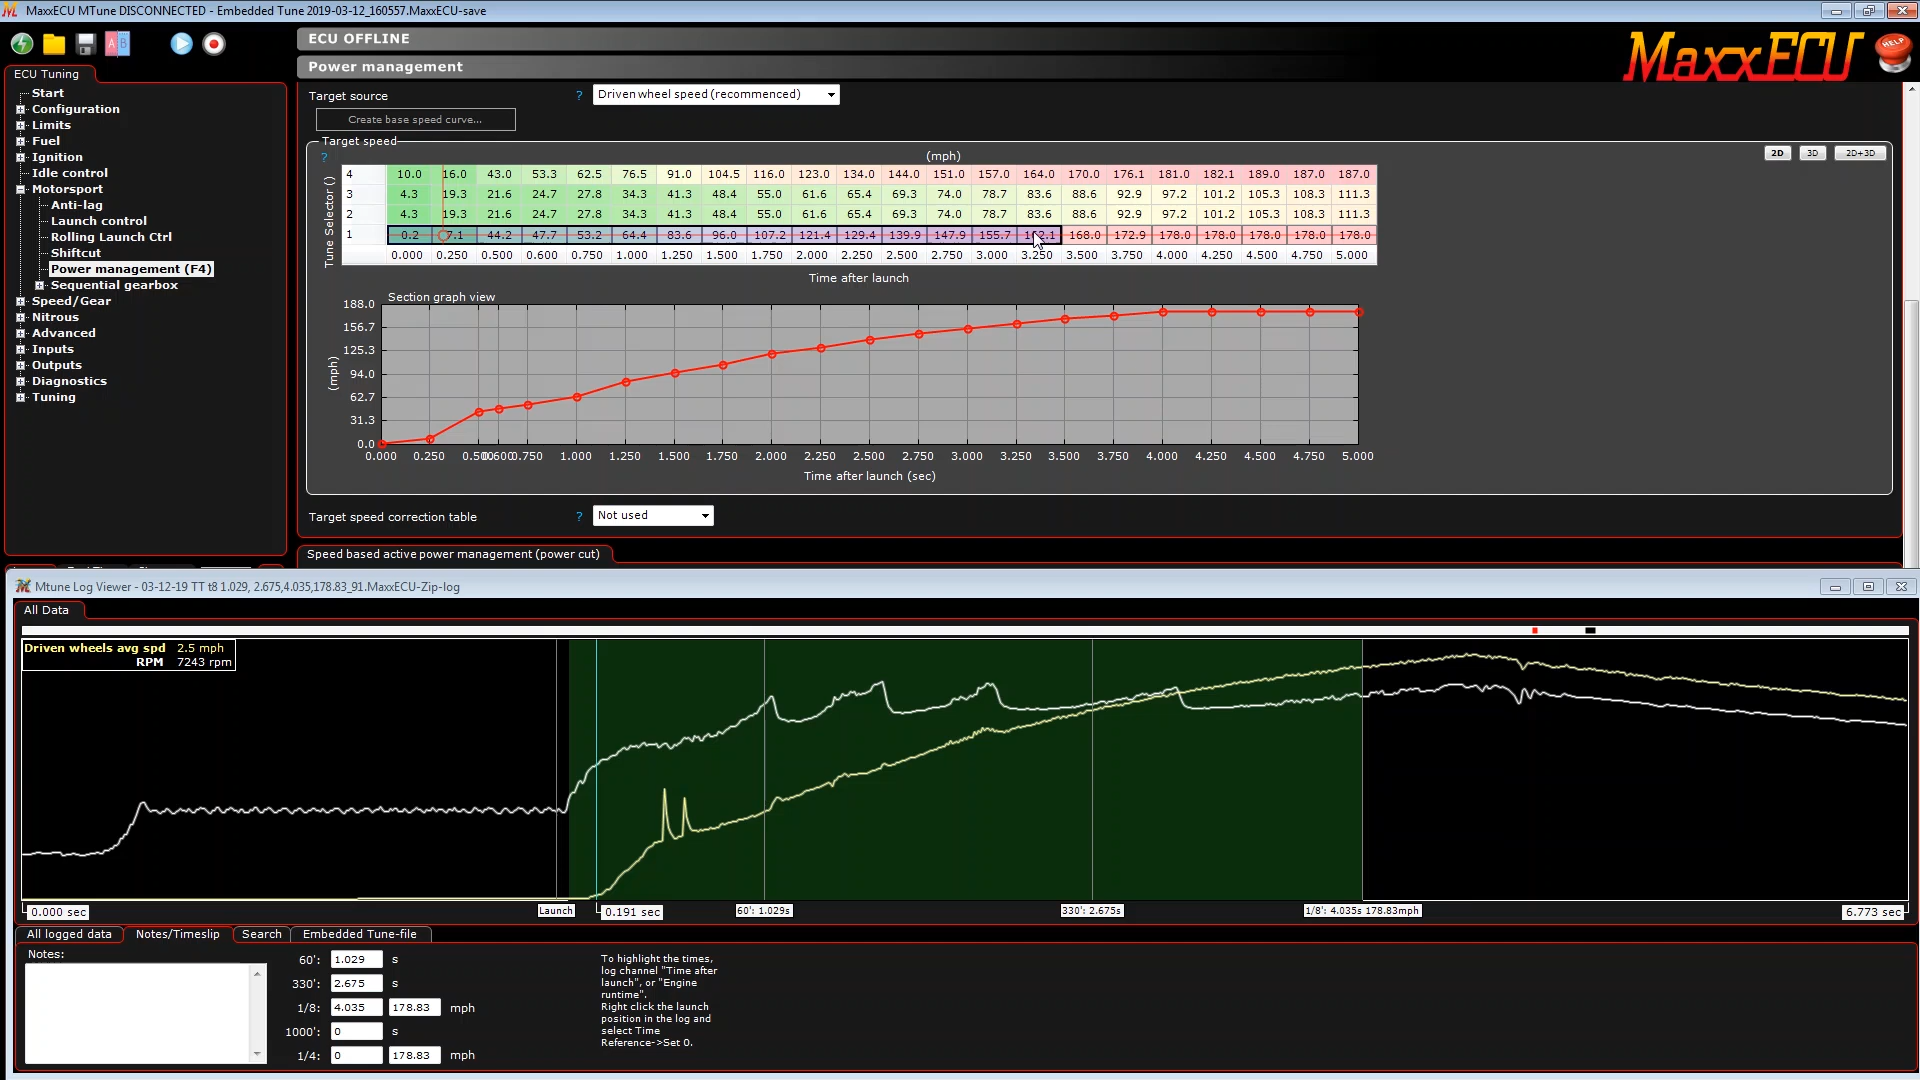 MaxxECU MTune DISCONNECTED - Embedded Tune 2019-03-12_160557.MaxxECU-save
ECU OFFLINE
MaxxECU
HELP
Power management
ECU Tuning
Start
Configuration
Limits
Fuel
Ignition
Idle control
Motorsport
Anti-lag
Launch control
Rolling Launch Ctrl
Shiftcut
Power management (F4)
Sequential gearbox
Speed/Gear
Nitrous
Advanced
Inputs
Outputs
Diagnostics
Tuning
Target source ? Driven wheel speed (recommenced)
Create base speed curve...
Target speed
? (mph) 2D 3D 2D+3D
Tune Selector ()
4 10.0 16.0 43.0 53.3 62.5 76.5 91.0 104.5 116.0 123.0 134.0 144.0 151.0 157.0 164.0 170.0 176.1 181.0 182.1 189.0 187.0 187.0
3 4.3 19.3 21.6 24.7 27.8 34.3 41.3 48.4 55.0 61.6 65.4 69.3 74.0 78.7 83.6 88.6 92.9 97.2 101.2 105.3 108.3 111.3
2 4.3 19.3 21.6 24.7 27.8 34.3 41.3 48.4 55.0 61.6 65.4 69.3 74.0 78.7 83.6 88.6 92.9 97.2 101.2 105.3 108.3 111.3
1 0.2 7.1 44.2 47.7 53.2 64.4 83.6 96.0 107.2 121.4 129.4 139.9 147.9 155.7 168.0 172.9 178.0 178.0 178.0 178.0 178.0
0.000 0.250 0.500 0.600 0.750 1.000 1.250 1.500 1.750 2.000 2.250 2.500 2.750 3.000 3.250 3.500 3.750 4.000 4.250 4.500 4.750 5.000
Time after launch
Section graph view
(mph)
188.0
156.7
125.3
94.0
62.7
31.3
0.0
0.000 0.250 0.500 0.600 0.750 1.000 1.250 1.500 1.750 2.000 2.250 2.500 2.750 3.000 3.250 3.500 3.750 4.000 4.250 4.500 4.750 5.000
Time after launch (sec)
Target speed correction table ? Not used
Speed based active power management (power cut)
Mtune Log Viewer - 03-12-19 TT t8 1.029, 2.675,4.035,178.83_91.MaxxECU-Zip-log
All Data
Driven wheels avg spd 2.5 mph
RPM 7243 rpm
0.000 sec Launch 0.191 sec 60': 1.029s 330': 2.675s 1/8': 4.035s 178.83mph 6.773 sec
All logged data Notes/Timeslip Search Embedded Tune-file
Notes:
60': 1.029 s
330': 2.675 s
1/8: 4.035 178.83 mph
1000': 0 s
1/4: 0 178.83 mph
To highlight the times,
log channel "Time after
launch", or "Engine
runtime".
Right click the launch
position in the log and
select Time
Reference->Set 0.